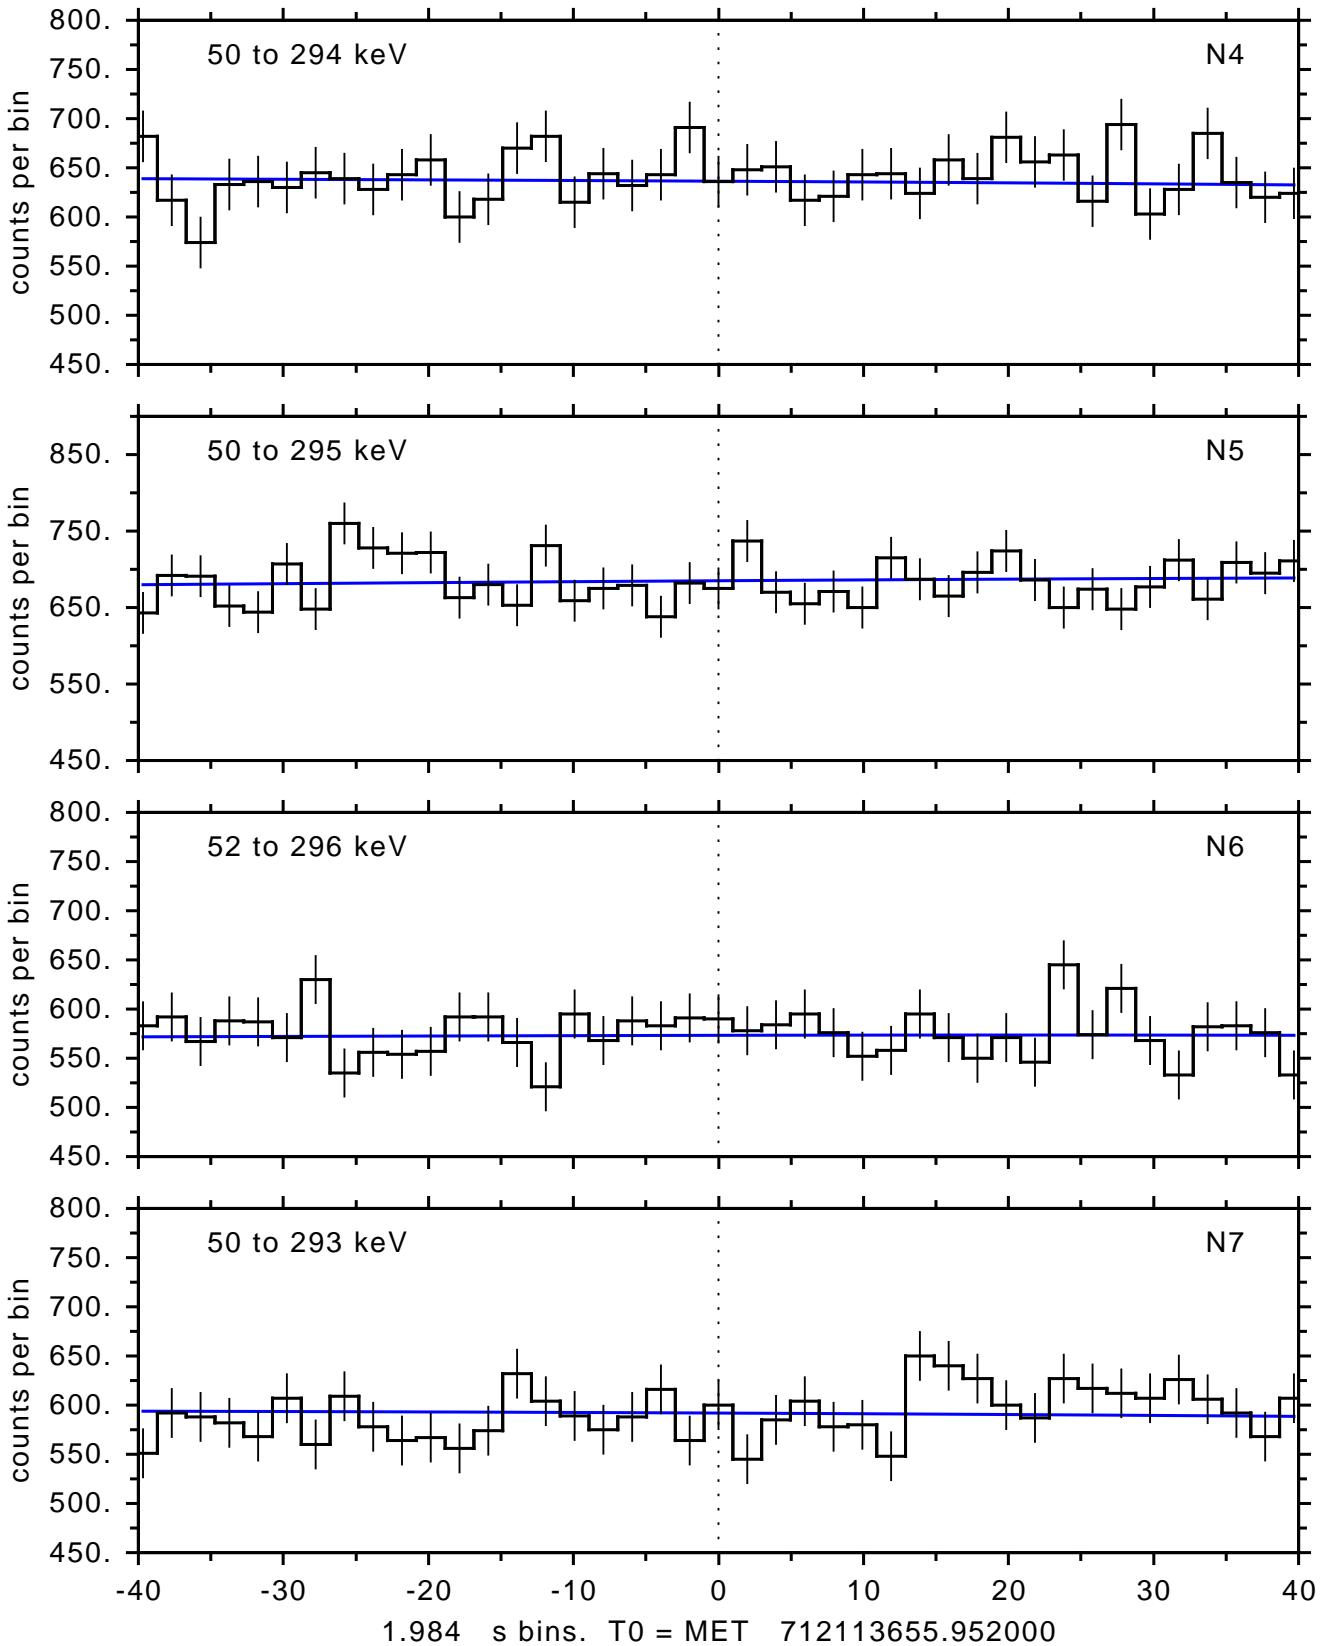 800.
50 to 294 keV N4
750.
700.
650.
600.
550.
500.
450.
counts per bin
50 to 295 keV N5
850.
750.
650.
550.
450.
counts per bin
800.
52 to 296 keV N6
750.
700.
650.
600.
550.
500.
450.
counts per bin
800.
50 to 293 keV N7
750.
700.
650.
600.
550.
500.
450.
counts per bin
-40 -30 -20 -10 0 10 20 30 40
1.984 s bins. T0 = MET 712113655.952000